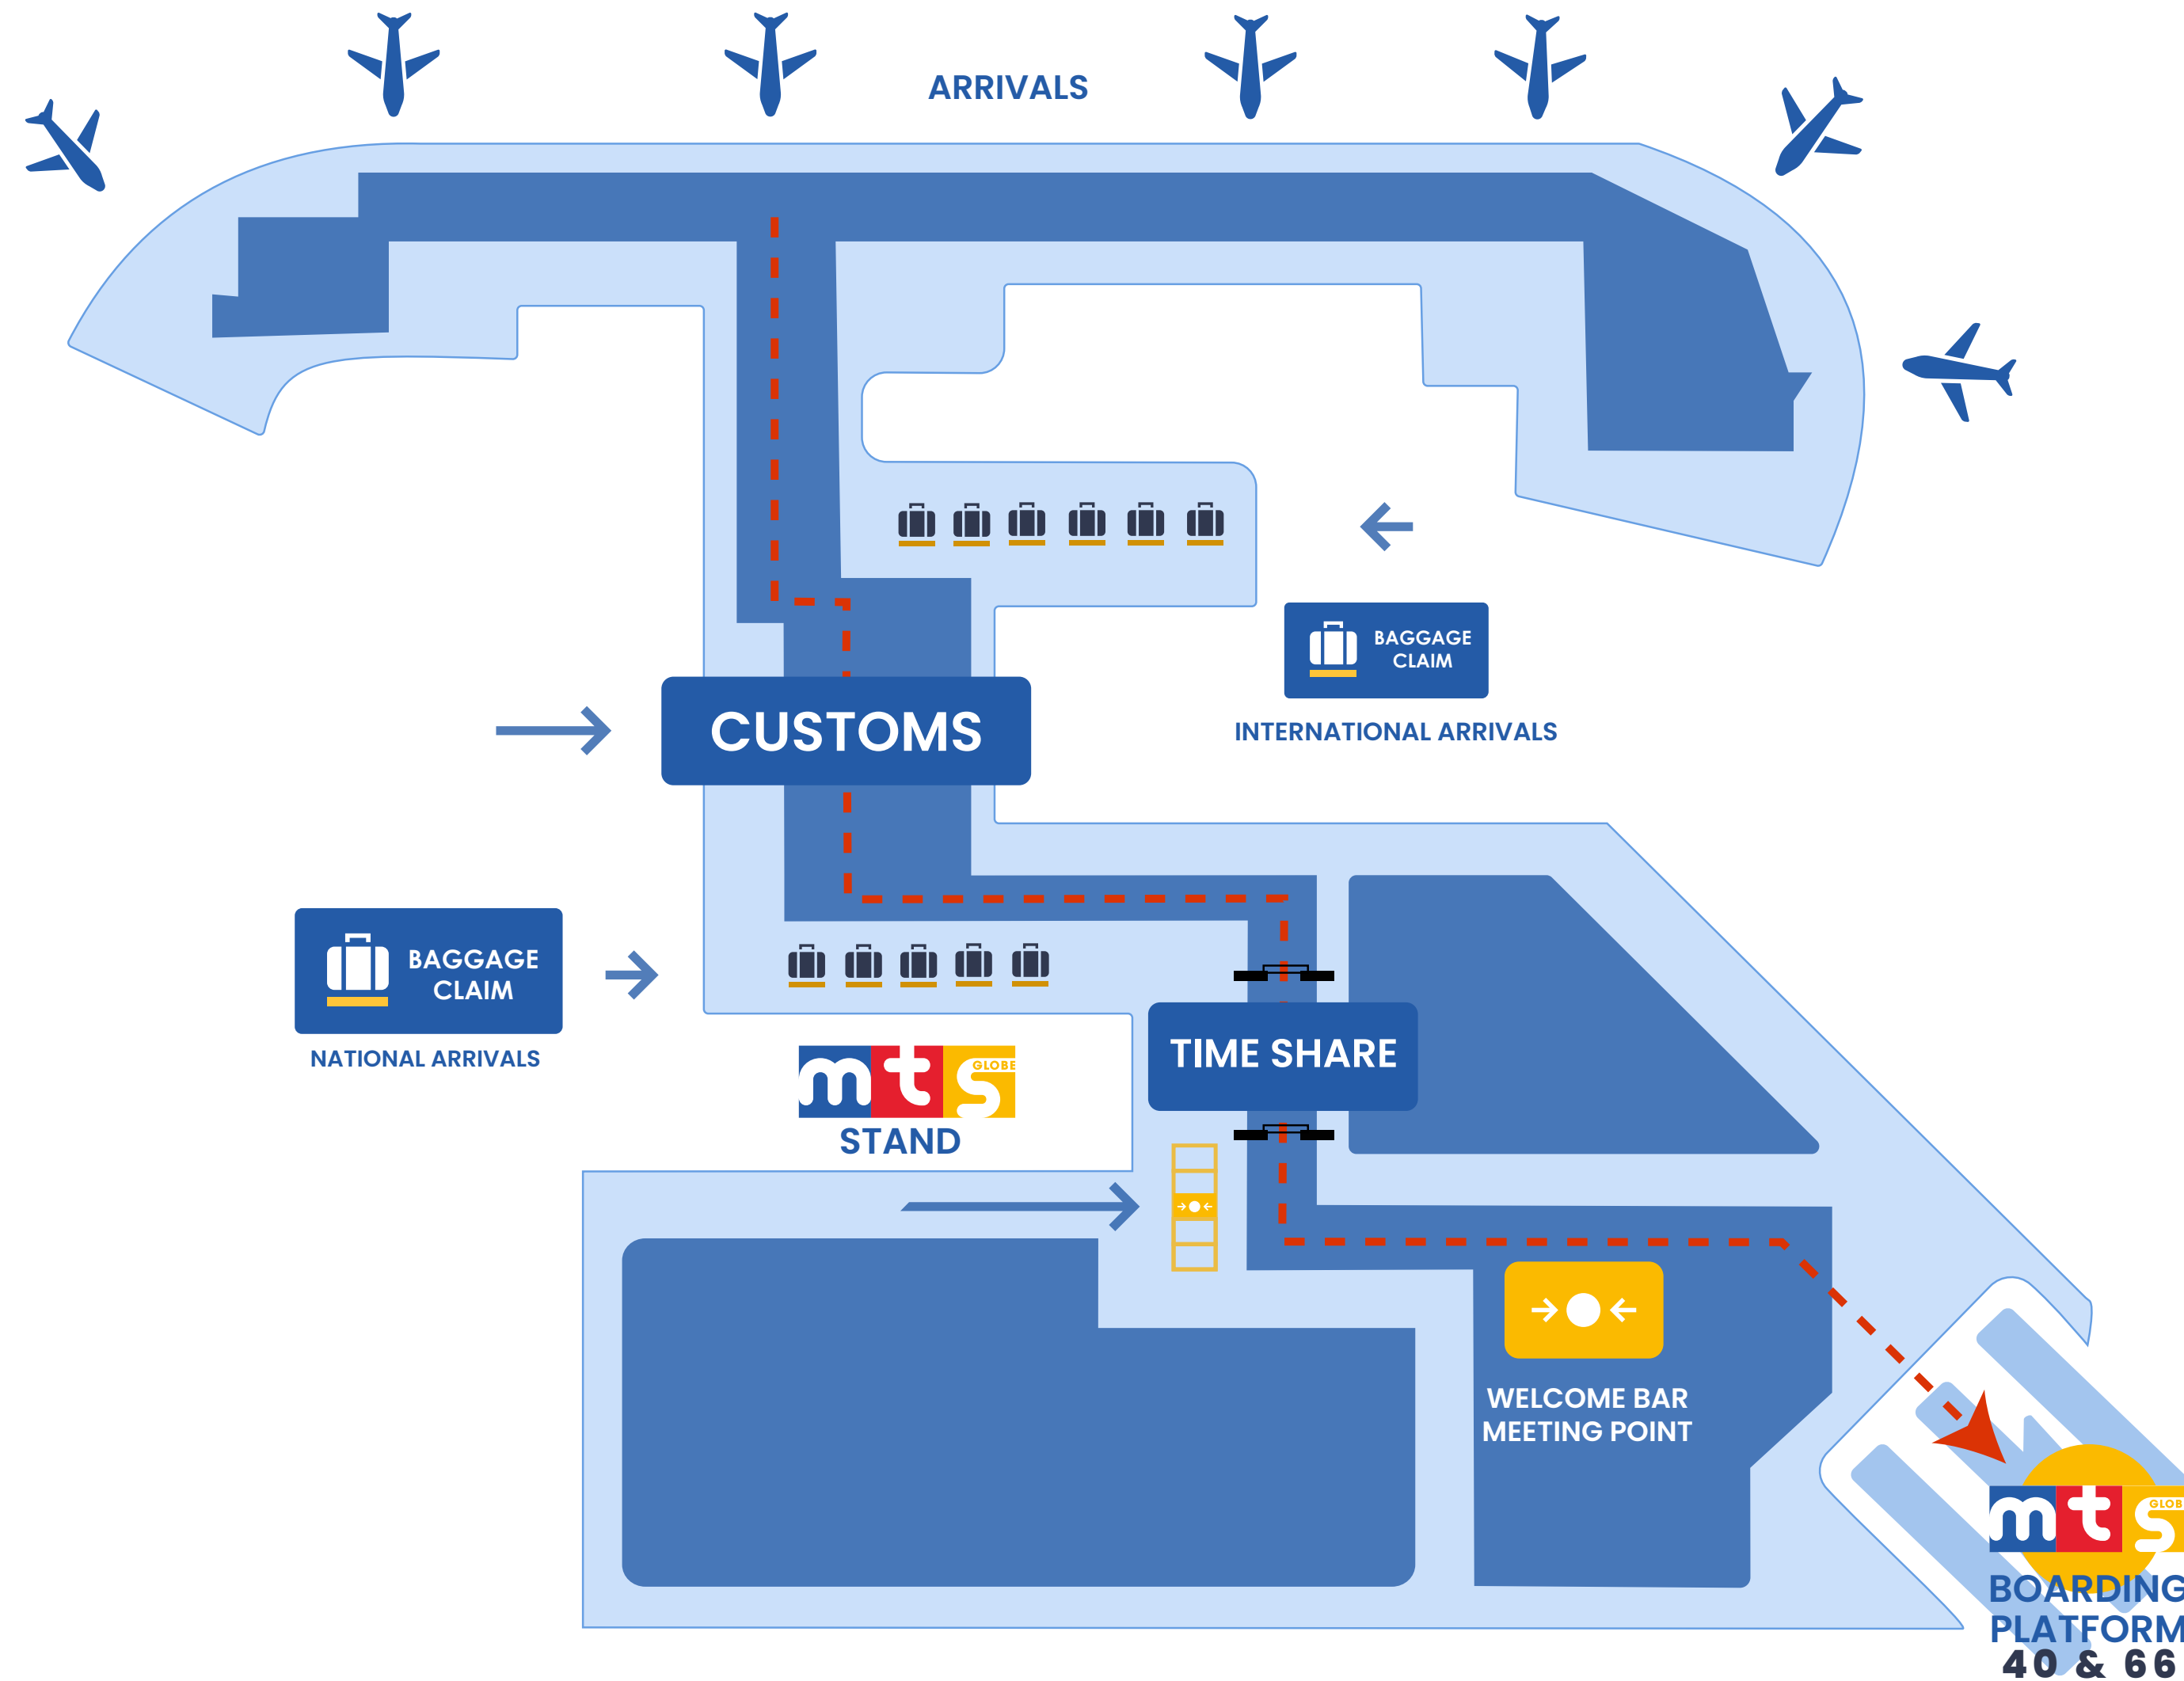 ARRIVALS
BAGGAGE
CLAIM
INTERNATIONAL ARRIVALS
CUSTOMS
BAGGAGE
CLAIM
NATIONAL ARRIVALS
TIME SHARE
mts GLOBE
STAND
WELCOME BAR
MEETING POINT
mts GLOB
BOARDING
PLATFORM
40 & 66